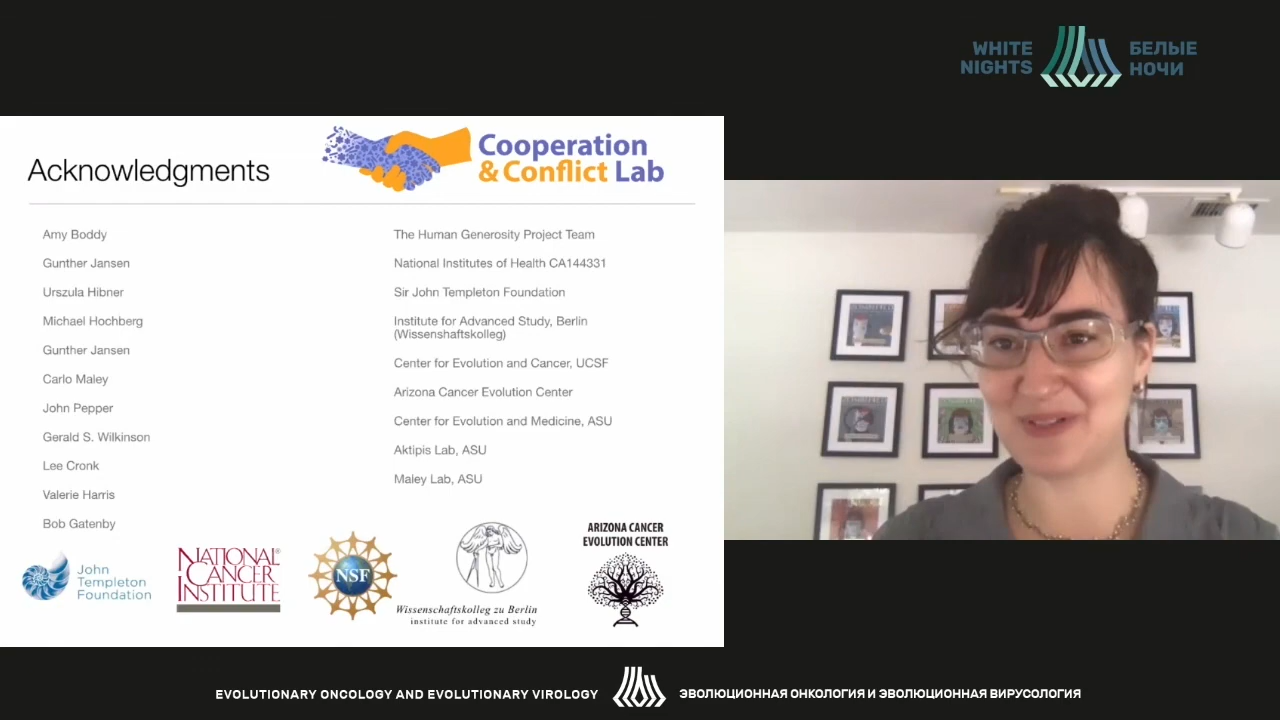 WHITE
NIGHTS
БЕЛЫЕ
НОЧИ
Acknowledgments
Cooperation
& Conflict Lab
Amy Boddy
Gunther Jansen
Urszula Hibner
Michael Hochberg
Gunther Jansen
Carlo Maley
John Pepper
Gerald S. Wilkinson
Lee Cronk
Valerie Harris
Bob Gatenby
The Human Generosity Project Team
National Institutes of Health CA144331
Sir John Templeton Foundation
Institute for Advanced Study, Berlin
(Wissenshaftskolleg)
Center for Evolution and Cancer, UCSF
Arizona Cancer Evolution Center
Center for Evolution and Medicine, ASU
Aktipis Lab, ASU
Maley Lab, ASU
John
Templeton
Foundation
NATIONAL
CANCER
INSTITUTE
NSF
Wissenschaftskolleg zu Berlin
institute for advanced study
ARIZONA CANCER
EVOLUTION CENTER
EVOLUTIONARY ONCOLOGY AND EVOLUTIONARY VIROLOGY
ЭВОЛЮЦИОННАЯ ОНКОЛОГИЯ И ЭВОЛЮЦИОННАЯ ВИРУСОЛОГИЯ